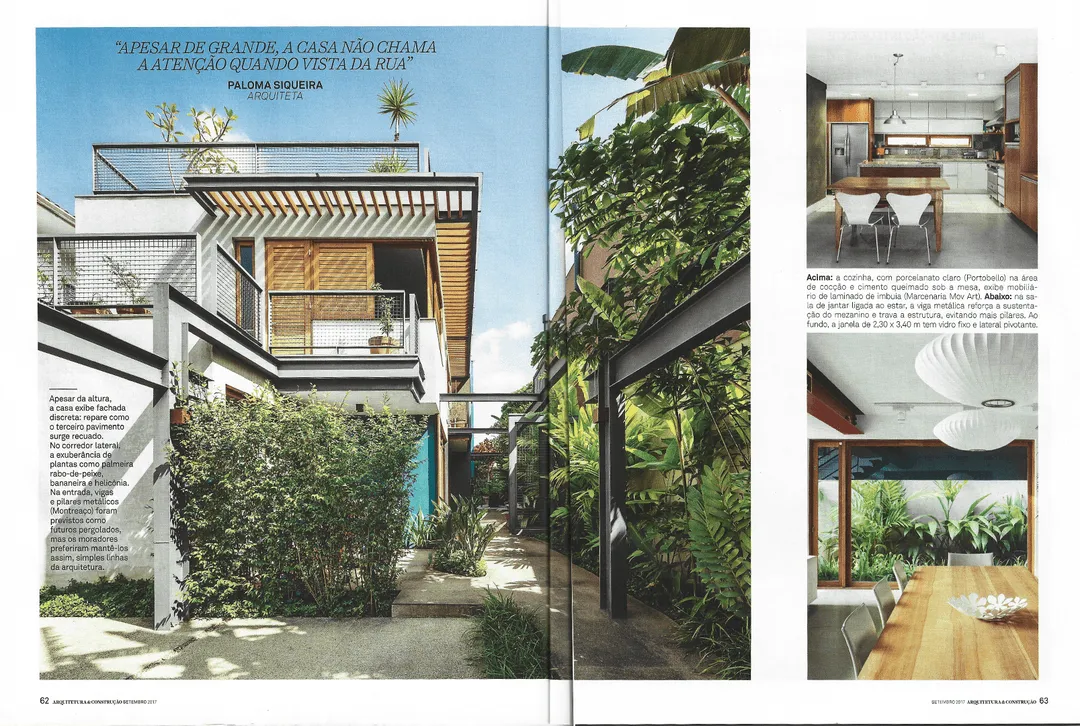 “APESAR DE GRANDE, A CASA NÃO CHAMA
A ATENÇÃO QUANDO VISTA DA RUA”
PALOMA SIQUEIRA
ARQUITETA
Apesar da altura,
a casa exibe fachada
discreta: repare como
o terceiro pavimento
surge recuado.
No corredor lateral,
a exuberância de
plantas como palmeira
rabo-de-peixe,
bananeira e helicônia.
Na entrada, vigas
e pilares metálicos
(Montreaço) foram
previstos como
futuros pergolados,
mas os moradores
preferiram mantê-los
assim, simples linhas
da arquitetura.
Acima: a cozinha, com porcelanato claro (Portobello) na área
de cocção e cimento queimado sob a mesa, exibe mobiliá-
rio de laminado de imbuia (Marcenaria Mov Art). Abaixo: na sa-
la de jantar ligada ao estar, a viga metálica reforça a sustenta-
ção do mezanino e trava a estrutura, evitando mais pilares. Ao
fundo, a janela de 2,30 x 3,40 m tem vidro fixo e lateral pivotante.
62 ARQUITETURA & CONSTRUÇÃO SETEMBRO 2017
SETEMBRO 2017 ARQUITETURA & CONSTRUÇÃO 63